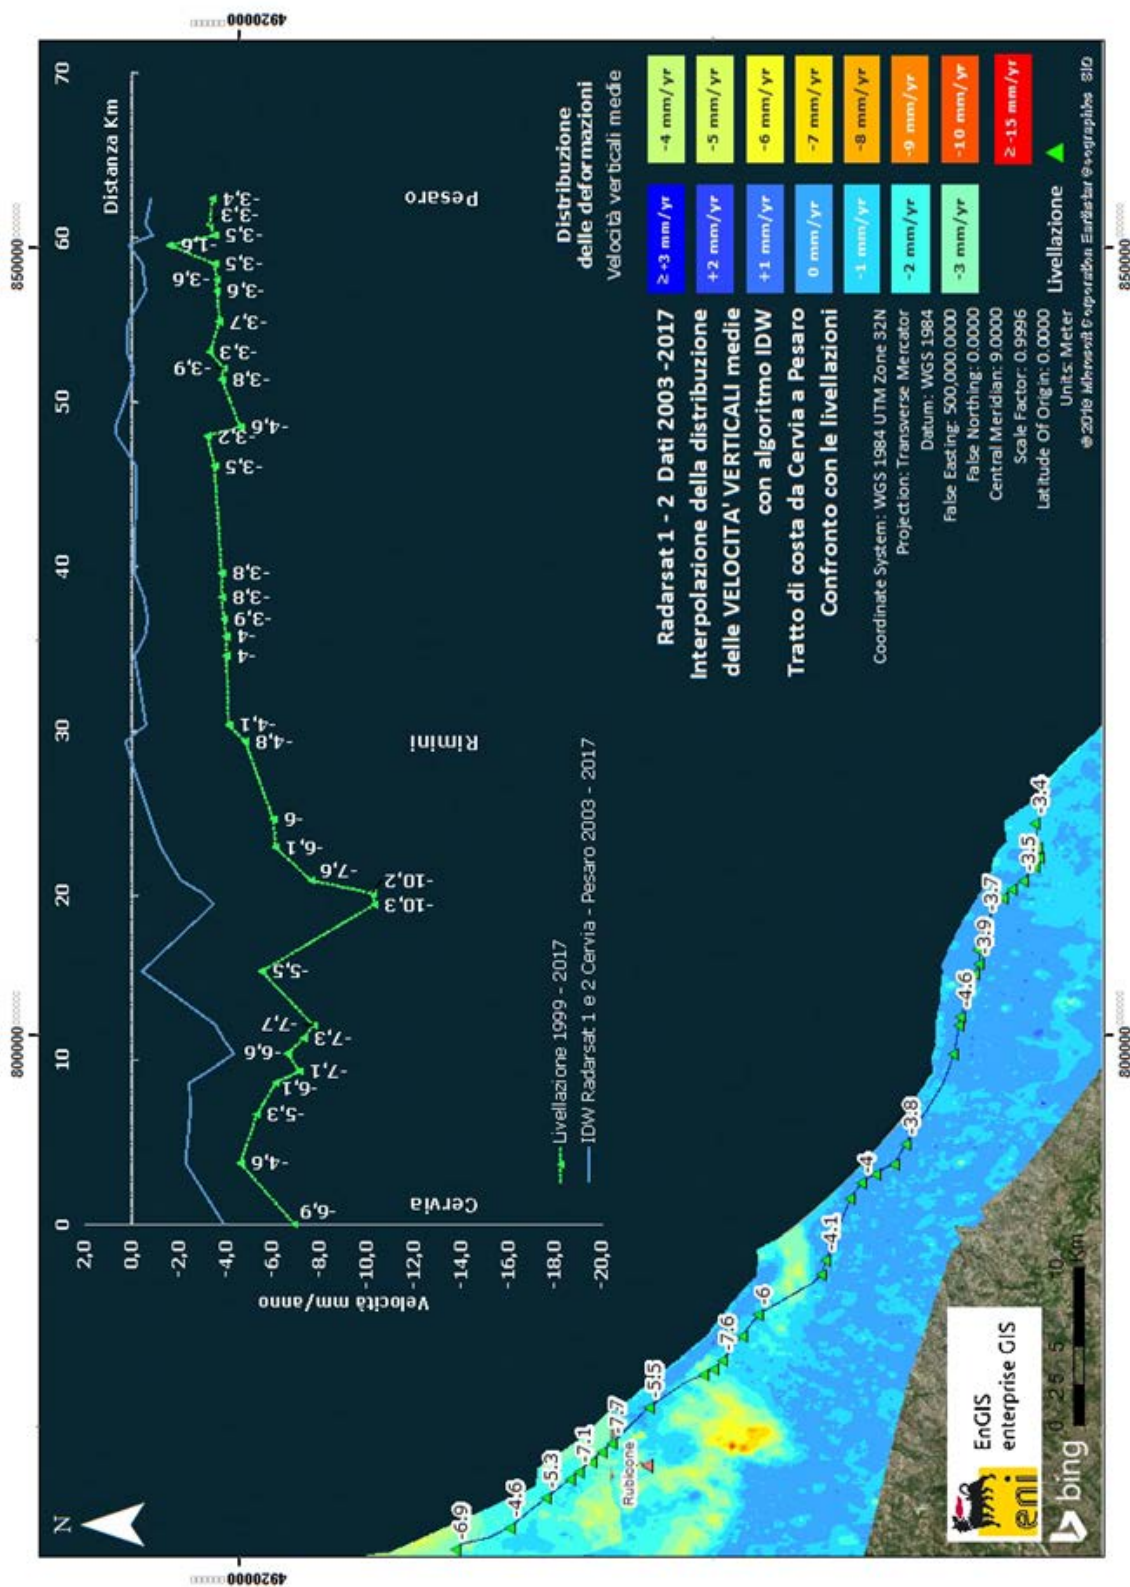 4920000
850000
800000
N
Distanza Km
0
10
20
30
40
50
60
70
2,0
0,0
-2,0
-4,0
-6,0
-8,0
-10,0
-12,0
-14,0
-16,0
-18,0
-20,0
Velocità mm/anno
-6,9
-4,6
-5,3
-6,1
-7,1
-6,6
-7,3
-7,7
-5,5
-10,3
-10,2
-7,6
-6,1
-6
-4,8
-4,1
-4
-4
-3,9
-3,8
-3,8
-3,5
-3,2
-4,6
-3,8
-3,9
-3,3
-3,7
-3,6
-3,6
-3,5
-1,6
-3,5
-3,3
-3,4
Cervia
Rimini
Pesaro
Livellazione 1999 - 2017
IDW Radarsat 1 e 2 Cervia - Pesaro 2003 - 2017
Distribuzione
delle deformazioni
Velocità verticali medie
≥ +3 mm/yr
+2 mm/yr
+1 mm/yr
0 mm/yr
-1 mm/yr
-2 mm/yr
-3 mm/yr
-4 mm/yr
-5 mm/yr
-6 mm/yr
-7 mm/yr
-8 mm/yr
-9 mm/yr
-10 mm/yr
≥ -15 mm/yr
Livellazione
Radarsat 1 - 2 Dati 2003 -2017
Interpolazione della distribuzione
delle VELOCITA' VERTICALI medie
con algoritmo IDW
Tratto di costa da Cervia a Pesaro
Confronto con le livellazioni
Coordinate System: WGS 1984 UTM Zone 32N
Projection: Transverse Mercator
Datum: WGS 1984
False Easting: 500,000.0000
False Northing: 0.0000
Central Meridian: 9.0000
Scale Factor: 0.9996
Latitude Of Origin: 0.0000
Units: Meter
-6.9
-4.6
-5.3
-7.1
-7.7
Rubicone
-5.5
-7.6
-6
-4.1
-4
-3.8
-4.6
-3.9
-3.7
-3.5
-3.4
eni
EnGIS
enterprise GIS
bing
0 2.5 5 10
Km
4920000
800000
850000